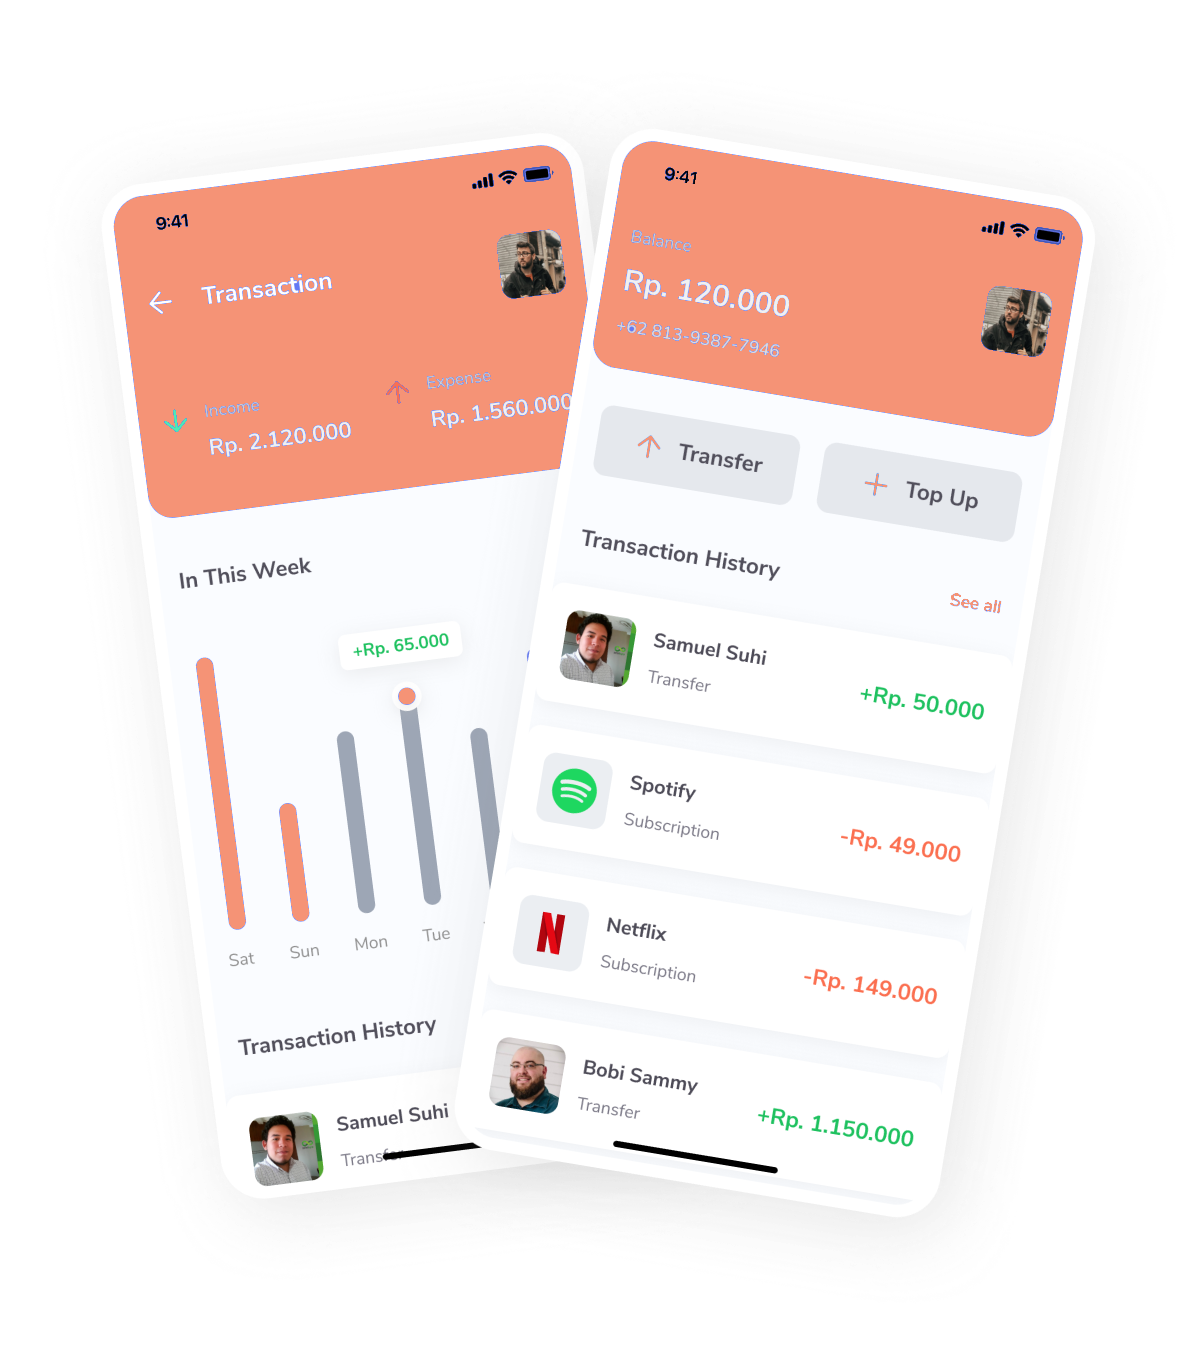 9:41
Transaction
Income
Rp. 2.120.000
Expense
Rp. 1.560.000
In This Week
+Rp. 65.000
Sat
Sun
Mon
Tue
Transaction History
Samuel Suhi
Transfer
9:41
Balance
Rp. 120.000
+62 813-9387-7946
Transfer
Top Up
Transaction History
See all
Samuel Suhi
Transfer
+Rp. 50.000
Spotify
Subscription
-Rp. 49.000
Netflix
Subscription
-Rp. 149.000
Bobi Sammy
Transfer
+Rp. 1.150.000